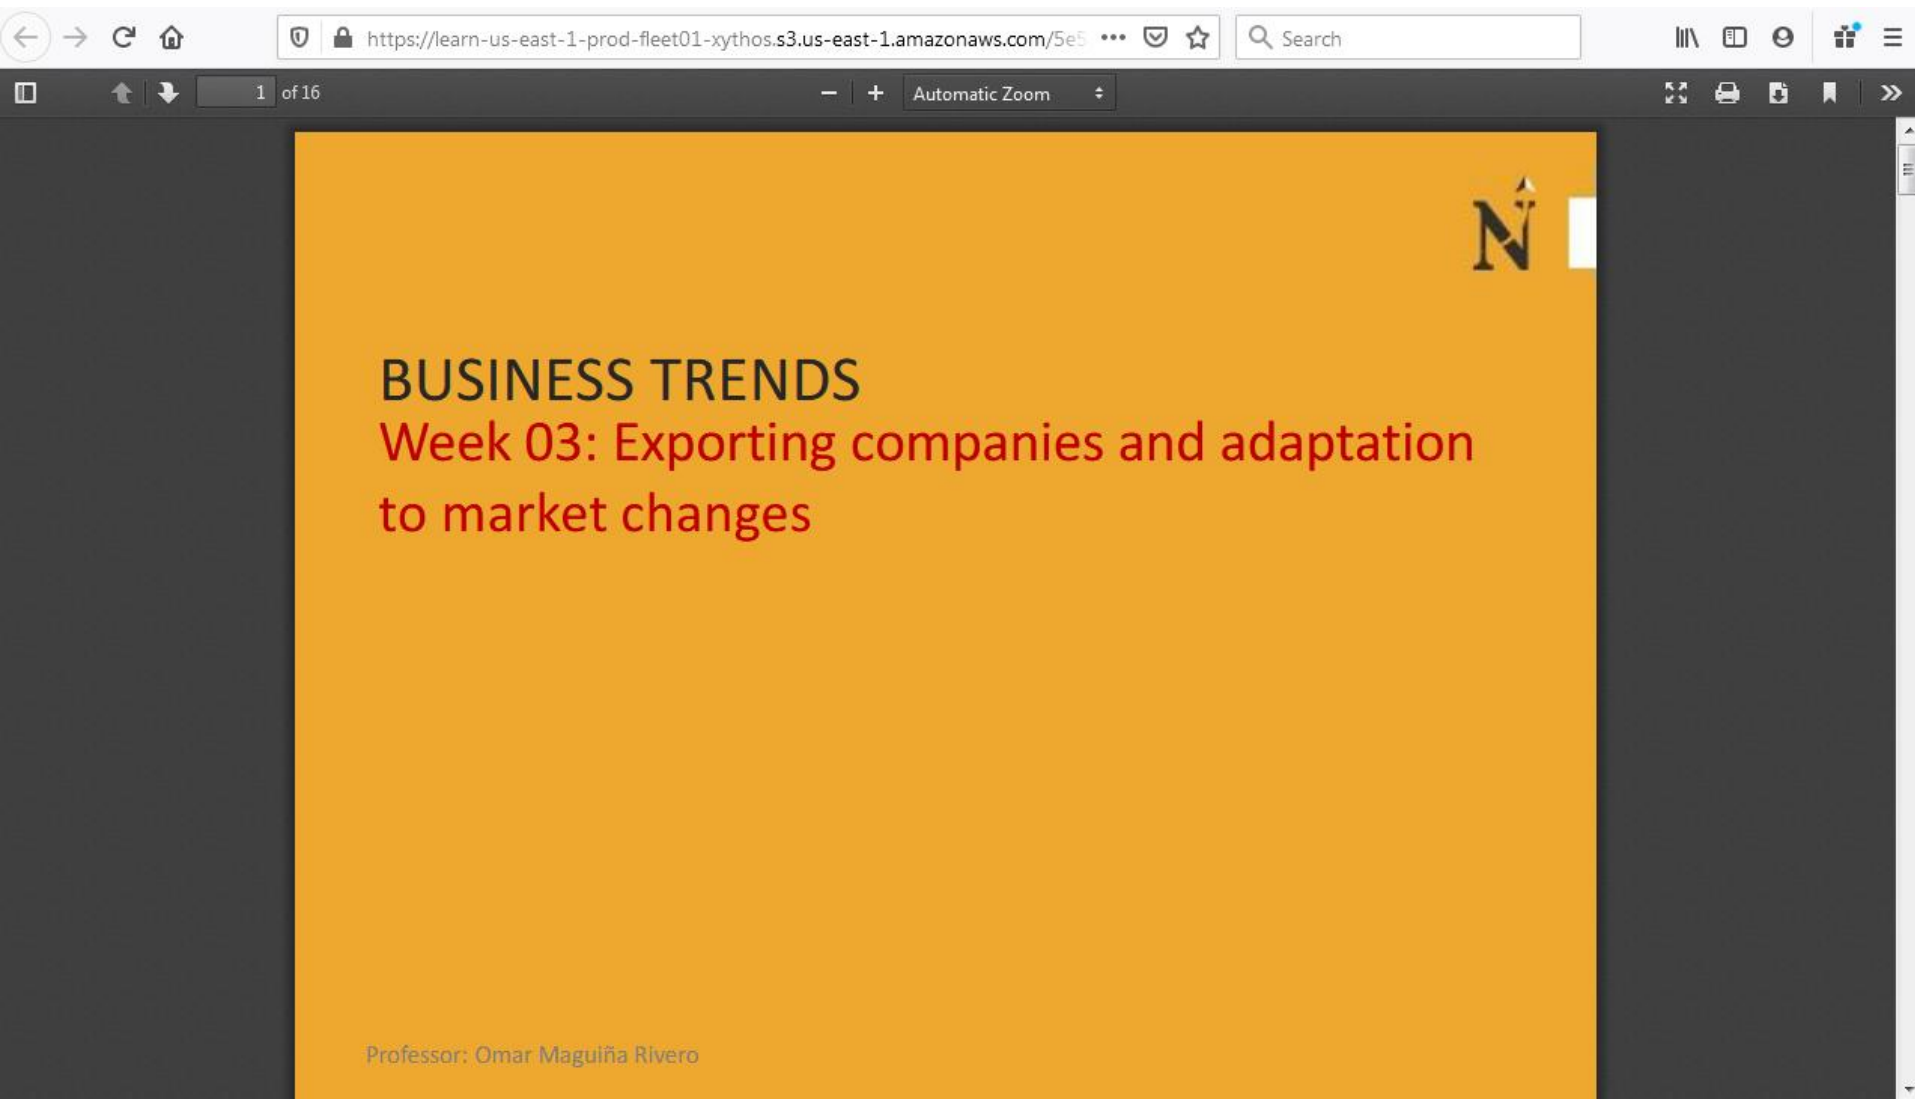 https://learn-us-east-1-prod-fleet01-xythos.s3.us-east-1.amazonaws.com/5e5
Search
1 of 16
Automatic Zoom
N
BUSINESS TRENDS
Week 03: Exporting companies and adaptation
to market changes
Professor: Omar Maguiña Rivero